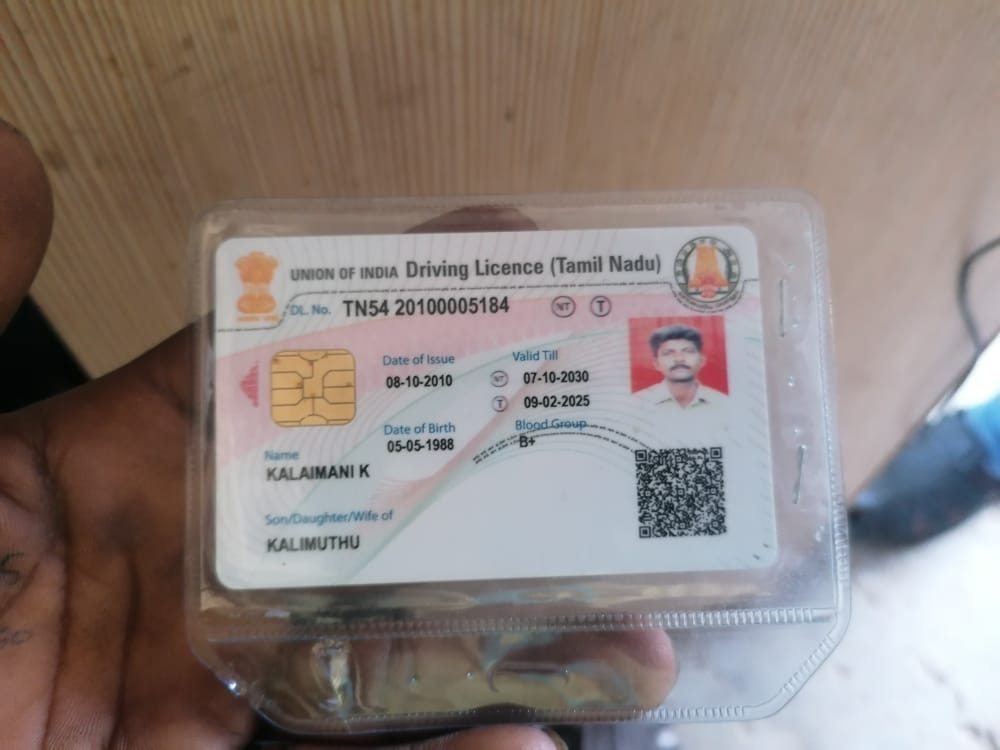 UNION OF INDIA Driving Licence (Tamil Nadu)
DL. No. TN54 20100005184 NT T
Date of Issue Valid Till
08-10-2010 NT 07-10-2030
T 09-02-2025
Date of Birth Blood Group
05-05-1988 B+
Name
KALAIMANI K
Son/Daughter/Wife of
KALIMUTHU